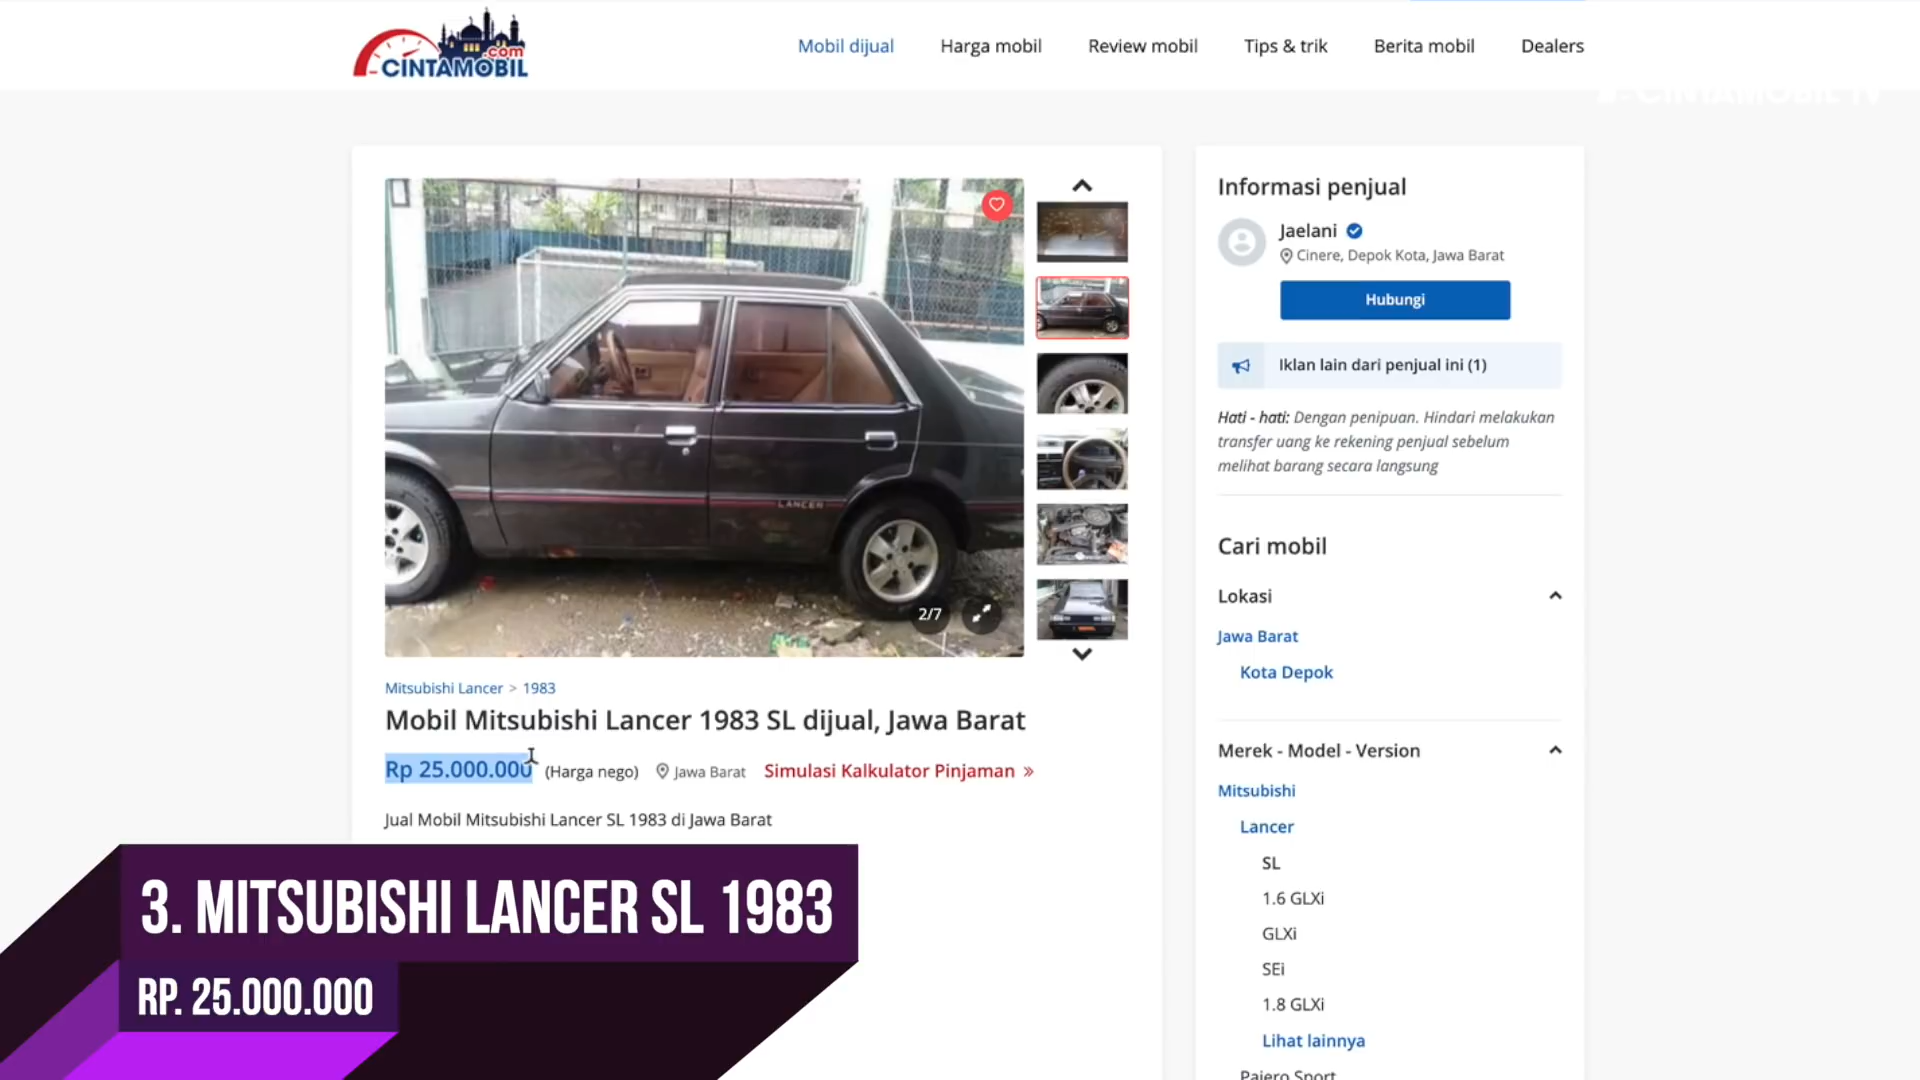 .com
CINTAMOBIL
Mobil dijual
Harga mobil
Review mobil
Tips & trik
Berita mobil
Dealers
CINTAMOBIL TV
LANCER
2/7
Mitsubishi Lancer > 1983
Mobil Mitsubishi Lancer 1983 SL dijual, Jawa Barat
Rp 25.000.000 (Harga nego) Jawa Barat Simulasi Kalkulator Pinjaman »
Jual Mobil Mitsubishi Lancer SL 1983 di Jawa Barat
3. MITSUBISHI LANCER SL 1983
RP. 25.000.000
Informasi penjual
Jaelani
Cinere, Depok Kota, Jawa Barat
Hubungi
Iklan lain dari penjual ini (1)
Hati - hati: Dengan penipuan. Hindari melakukan
transfer uang ke rekening penjual sebelum
melihat barang secara langsung
Cari mobil
Lokasi
Jawa Barat
Kota Depok
Merek - Model - Version
Mitsubishi
Lancer
SL
1.6 GLXi
GLXi
SEi
1.8 GLXi
Lihat lainnya
Pajero Sport